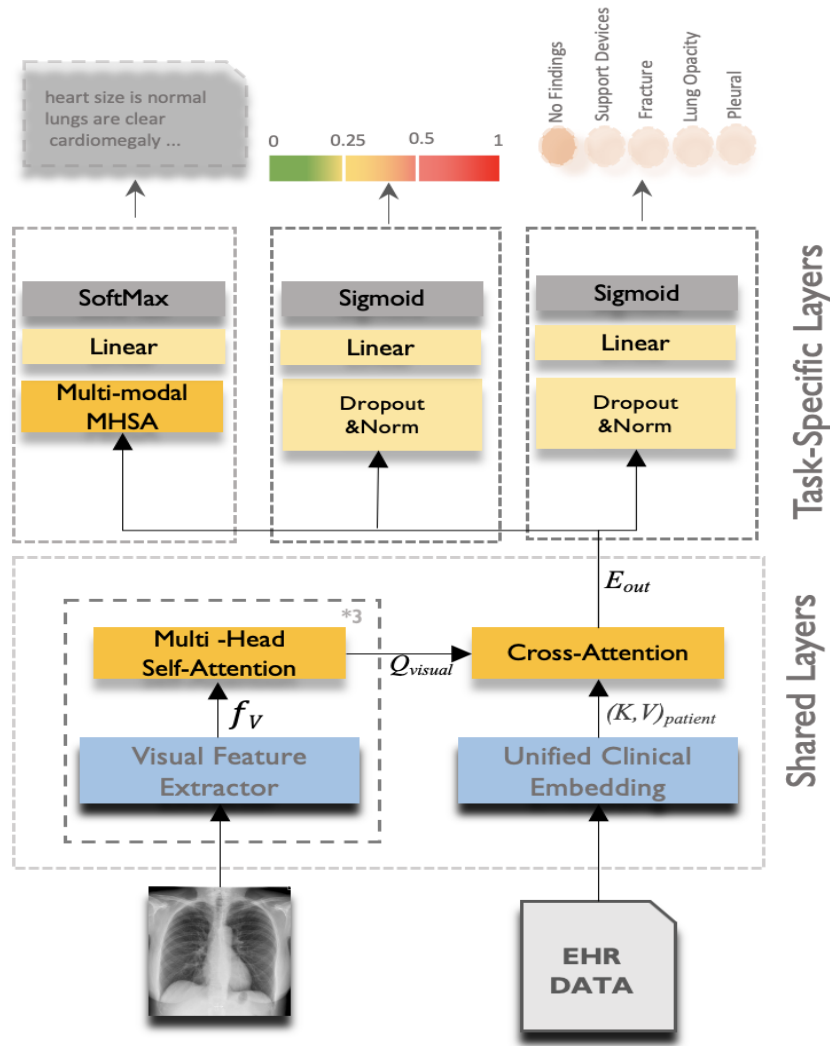 No Findings
Support Devices
Fracture
Lung Opacity
Pleural
heart size is normal
lungs are clear
cardiomegaly ...
0 0.25 0.5 1
SoftMax
Linear
Multi-modal
MHSA
Sigmoid
Linear
Dropout
&Norm
Sigmoid
Linear
Dropout
&Norm
Task-Specific Layers
E_out
*3
Multi -Head
Self-Attention
Q_visual
Cross-Attention
f_V
(K,V)_patient
Visual Feature
Extractor
Unified Clinical
Embedding
Shared Layers
EHR
DATA